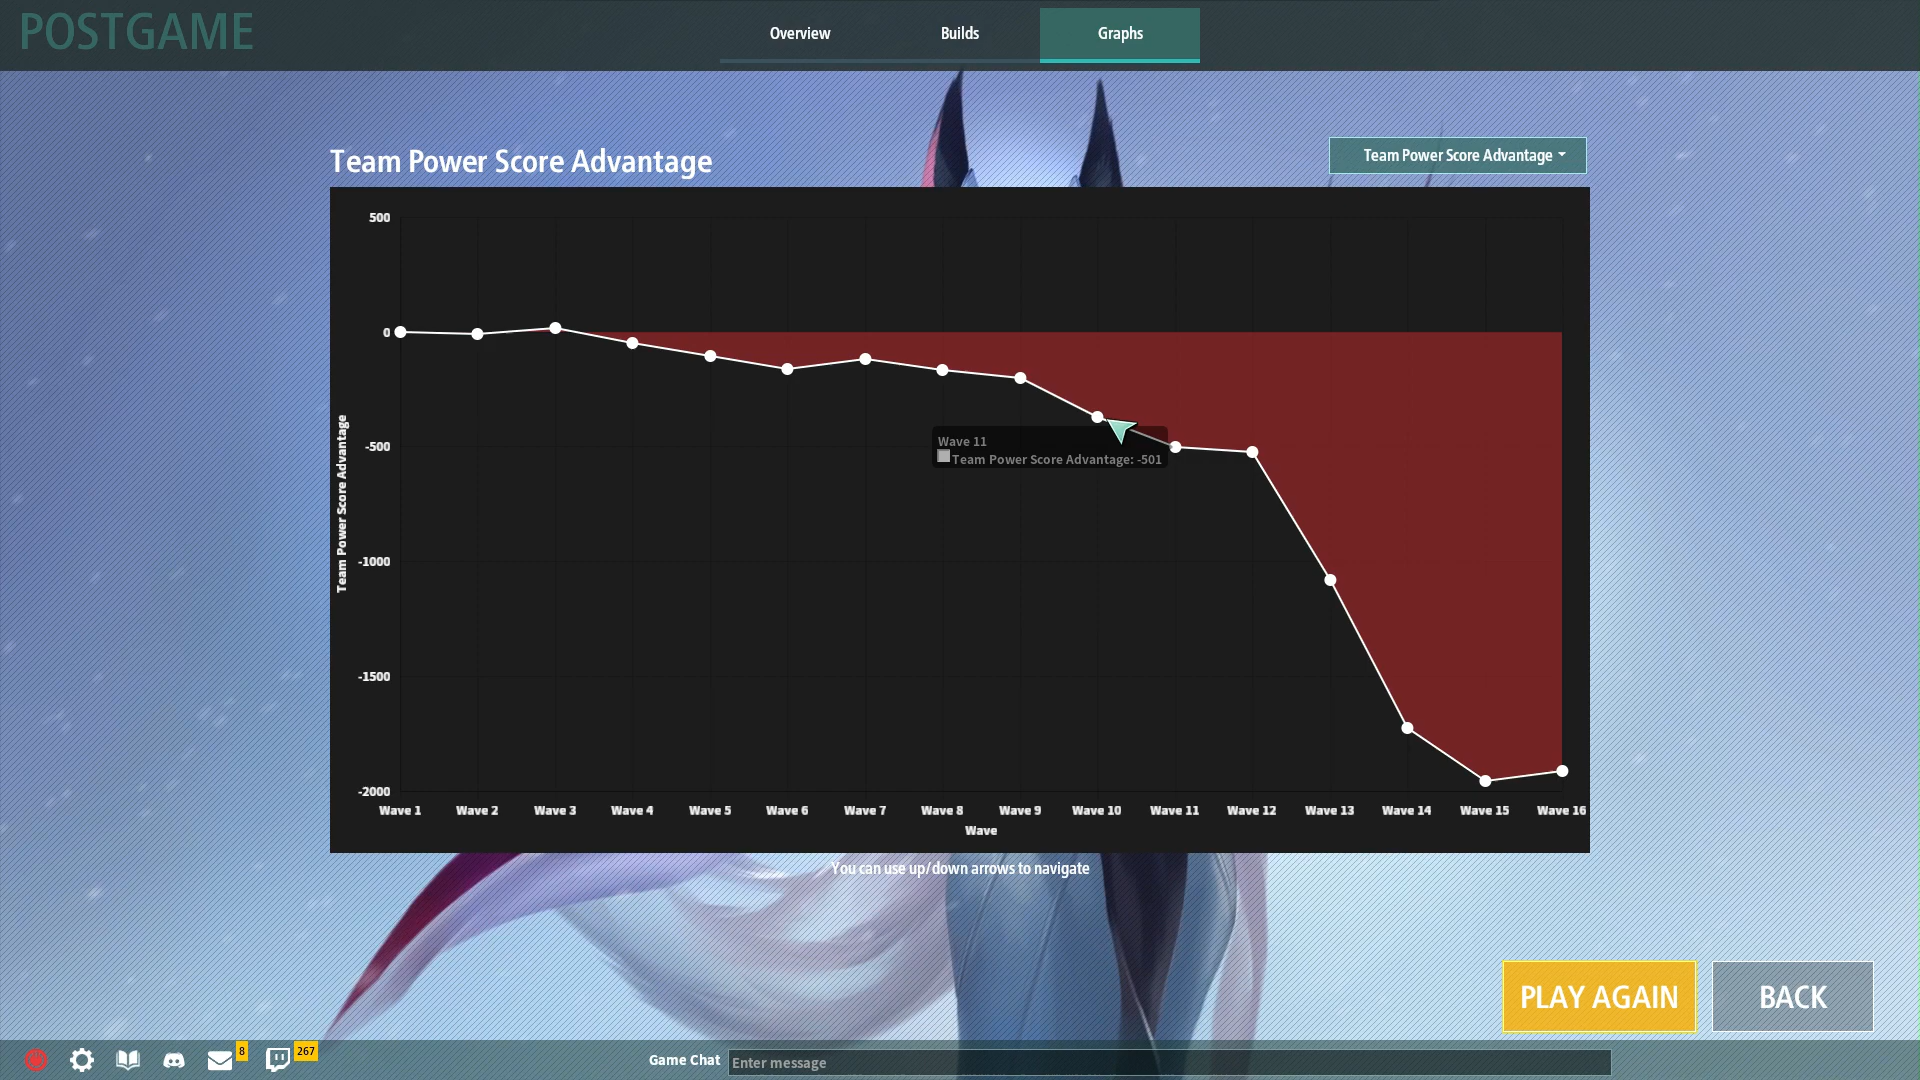 POSTGAME
Overview
Builds
Graphs
Team Power Score Advantage
Team Power Score Advantage
500
0
-500
-1000
-1500
-2000
Team Power Score Advantage
Wave 11
Team Power Score Advantage: -501
Wave 1
Wave 2
Wave 3
Wave 4
Wave 5
Wave 6
Wave 7
Wave 8
Wave 9
Wave 10
Wave 11
Wave 12
Wave 13
Wave 14
Wave 15
Wave 16
Wave
You can use up/down arrows to navigate
PLAY AGAIN
BACK
8
267
Game Chat
Enter message